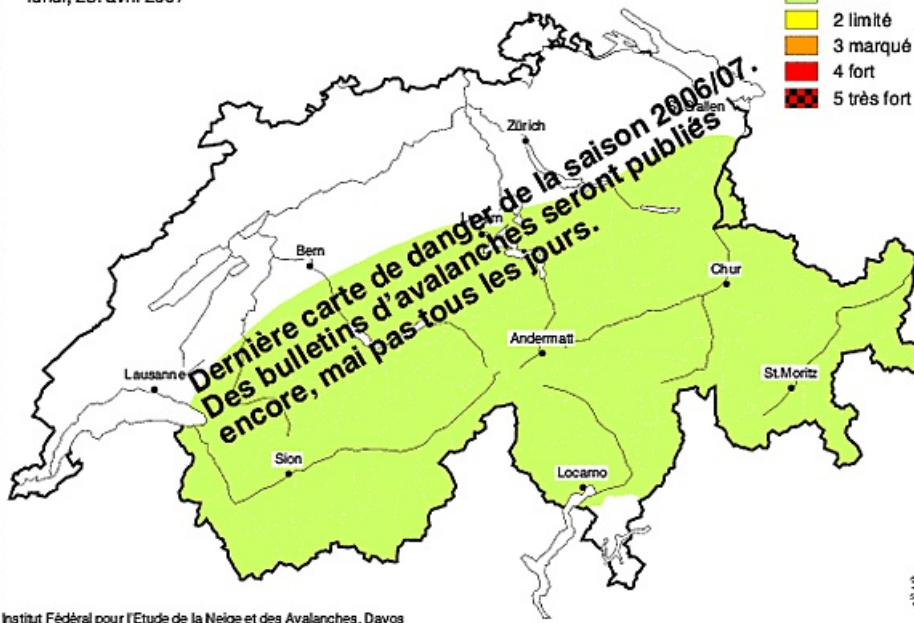 2 limité
3 marqué
4 fort
5 très fort
Zürich
Bern
Chur
Andermatt
Lausanne
St.Moritz
Sion
Locarno
Dernière carte de danger de la saison 2006/07.
Des bulletins d'avalanches seront publiés
encore, mai pas tous les jours.
Institut Fédéral pour l'Etude de la Neige et des Avalanches, Davos